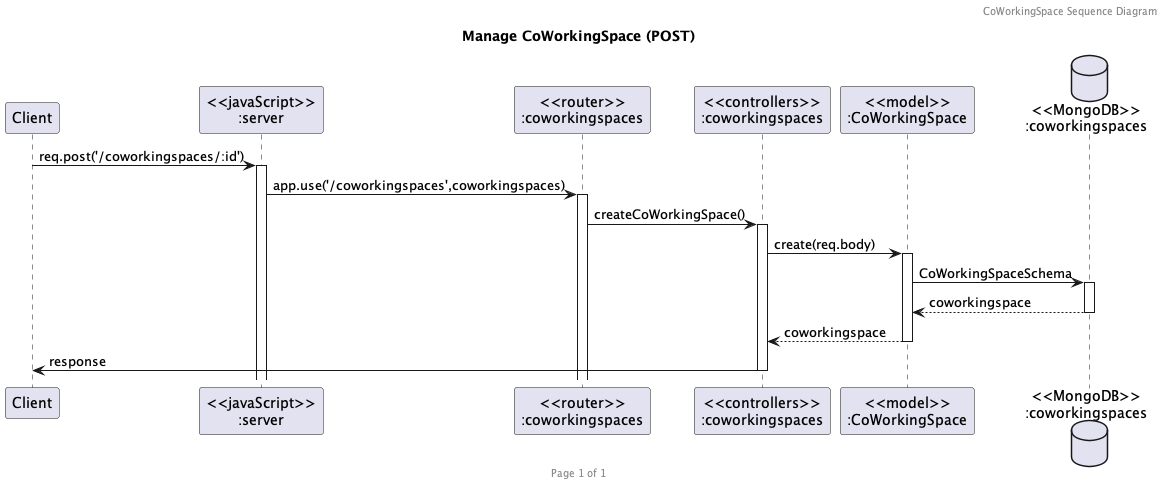 CoWorkingSpace Sequence Diagram
Manage CoWorkingSpace (POST)
Client
<<javaScript>>
:server
<<router>>
:coworkingspaces
<<controllers>>
:coworkingspaces
<<model>>
:CoWorkingSpace
<<MongoDB>>
:coworkingspaces
req.post('/coworkingspaces/:id')
app.use('/coworkingspaces',coworkingspaces)
createCoWorkingSpace()
create(req.body)
CoWorkingSpaceSchema
coworkingspace
coworkingspace
response
Client
<<javaScript>>
:server
<<router>>
:coworkingspaces
<<controllers>>
:coworkingspaces
<<model>>
:CoWorkingSpace
<<MongoDB>>
:coworkingspaces
Page 1 of 1